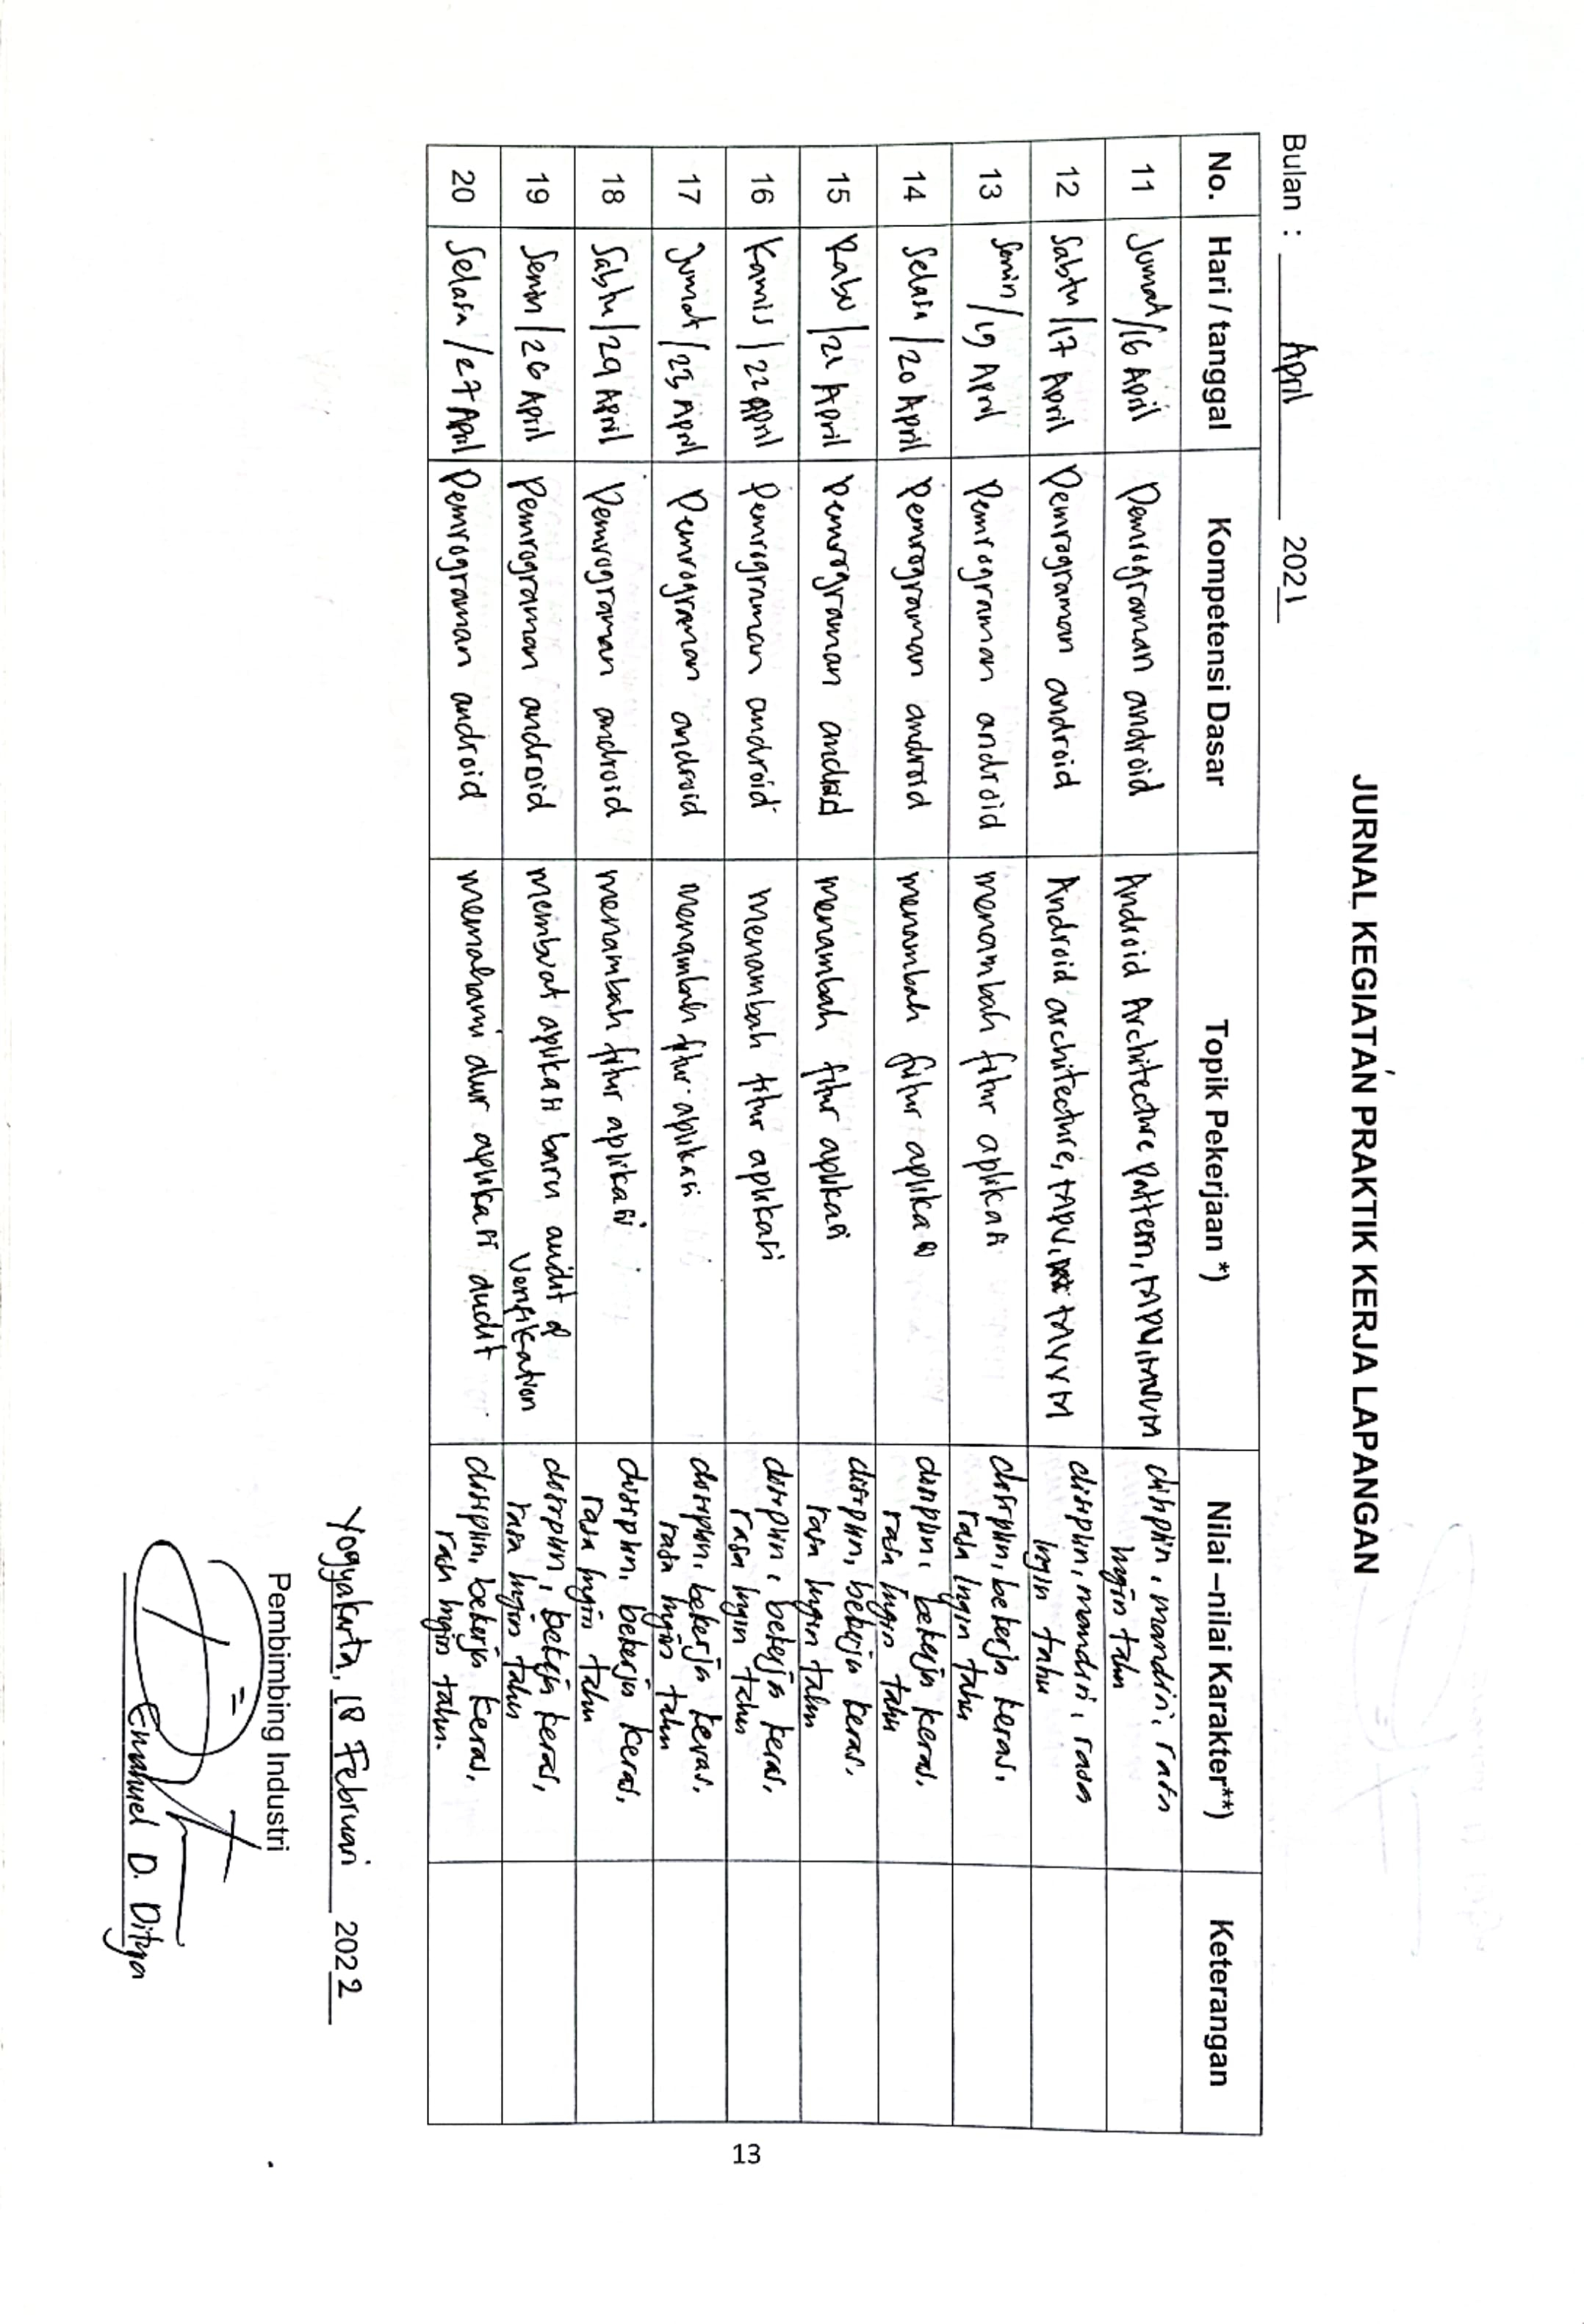 JURNAL KEGIATAN PRAKTIK KERJA LAPANGAN
Bulan : April 2021
No. Hari / tanggal Kompetensi Dasar Topik Pekerjaan *) Nilai –nilai Karakter**) Keterangan
11 Jumat/16 April Pemrograman android Android Architecture pattern, MPV, MVVM disiplin, mandiri, rasa
ingin tahu
12 Sabtu/17 April Pemrograman android Android architecture, MPV, MVVM disiplin, mandiri, rasa
ingin tahu
13 Senin/19 April Pemrograman android menambah fitur aplikasi disiplin, bekerja keras,
rasa ingin tahu
14 Selasa/20 April Pemrograman android menambah fitur aplikasi disiplin, bekerja keras,
rasa ingin tahu
15 Rabu/21 April Pemrograman android menambah fitur aplikasi disiplin, bekerja keras,
rasa ingin tahu
16 Kamis/22 April Pemrograman android menambah fitur aplikasi disiplin, bekerja keras,
rasa ingin tahu
17 Jumat/23 April Pemrograman android menambah fitur aplikasi disiplin, bekerja keras,
rasa ingin tahu
18 Sabtu/29 April Pemrograman android menambah fitur aplikasi disiplin, bekerja keras,
rasa ingin tahu
19 Senin/26 April Pemrograman android membuat aplikasi baru audit & disiplin, bekerja keras,
Verifikation rasa ingin tahu
20 Selasa/27 April Pemrograman android memahami alur aplikasi audit disiplin, bekerja keras,
rasa ingin tahu.
Yogyakarta, 18 Februari 2022
Pembimbing Industri
Emanuel D. Ditya
13